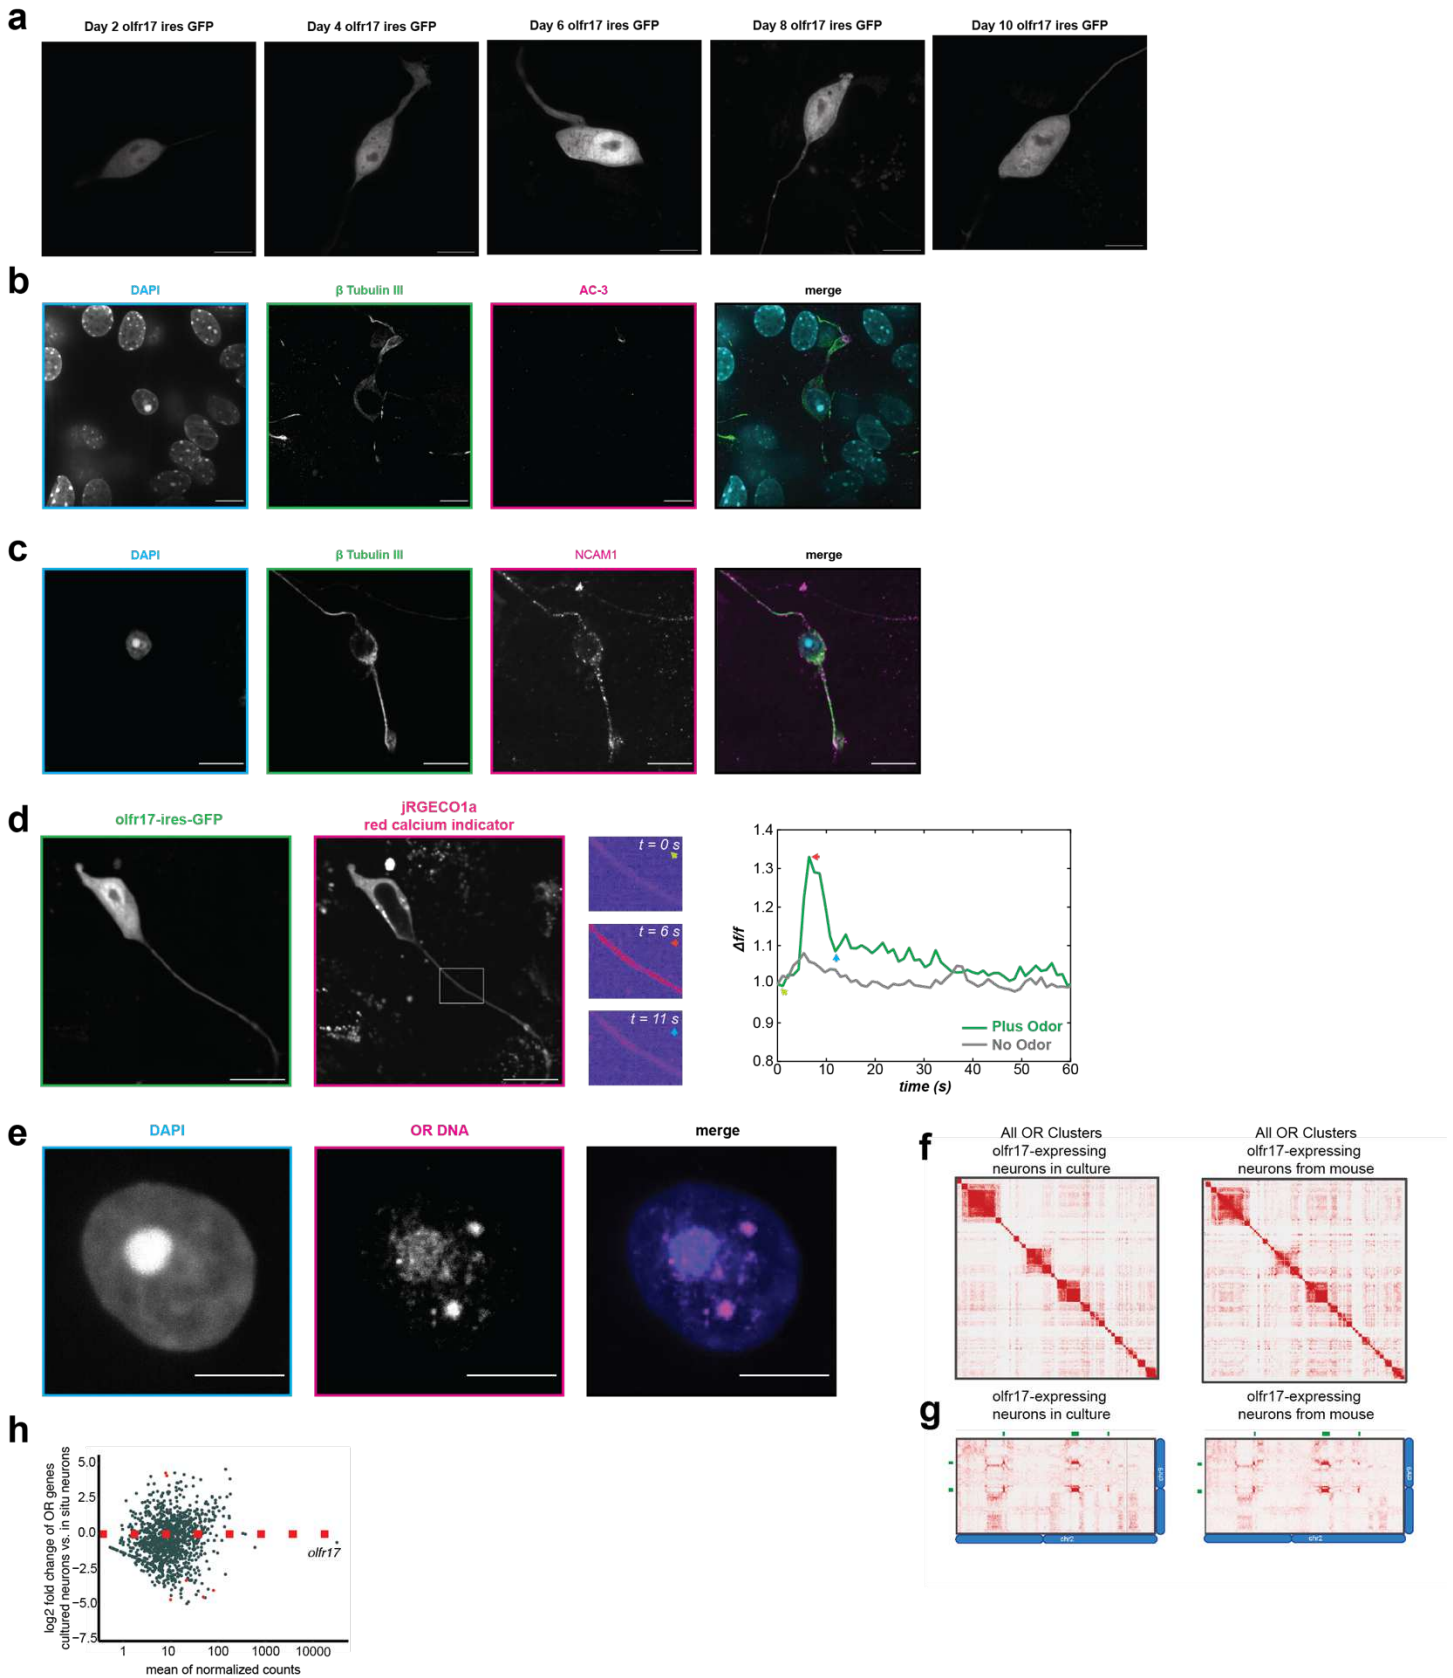 a
Day 2 olfr17 ires GFP
Day 4 olfr17 ires GFP
Day 6 olfr17 ires GFP
Day 8 olfr17 ires GFP
Day 10 olfr17 ires GFP
b
DAPI
β Tubulin III
AC-3
merge
c
DAPI
β Tubulin III
NCAM1
merge
d
olfr17-ires-GFP
jRGECO1a
red calcium indicator
t = 0 s
t = 6 s
t = 11 s
Δf/f
1.4
1.3
1.2
1.1
1.0
0.9
0.8
0
10
20
30
40
50
60
time (s)
Plus Odor
No Odor
e
DAPI
OR DNA
merge
f
All OR Clusters
olfr17-expressing
neurons in culture
All OR Clusters
olfr17-expressing
neurons from mouse
g
olfr17-expressing
neurons in culture
chr2
olfr17-expressing
neurons from mouse
chr2
h
log2 fold change of OR genes
cultured neurons vs. in situ neurons
5.0
2.5
0.0
−2.5
−5.0
−7.5
olfr17
1
10
100
1000
10000
mean of normalized counts